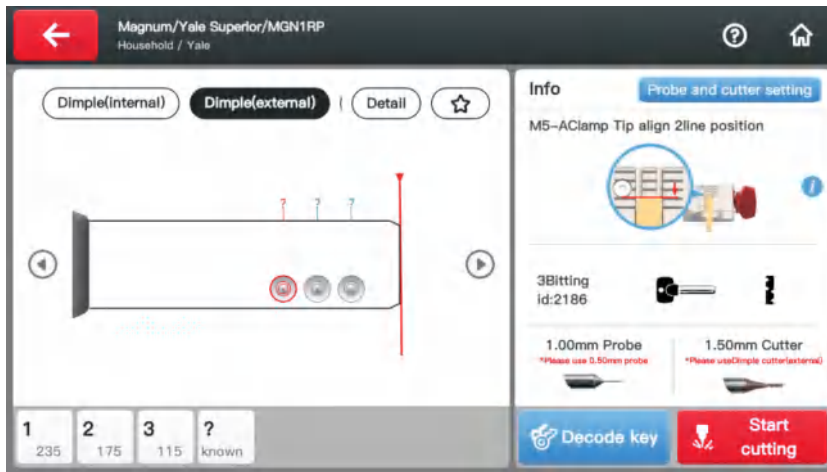 Magnum/Yale Superior/MGN1RP
Household / Yale
Dimple(internal) Dimple(external) Detail
? ? ?
1 2 3 ?
235 175 115 known
Info Probe and cutter setting
M5-AClamp Tip align 2line position
3Bitting
id:2186
1.00mm Probe 1.50mm Cutter
*Please use 0.50mm probe *Please useDimple cutter(external)
Decode key
Start
cutting